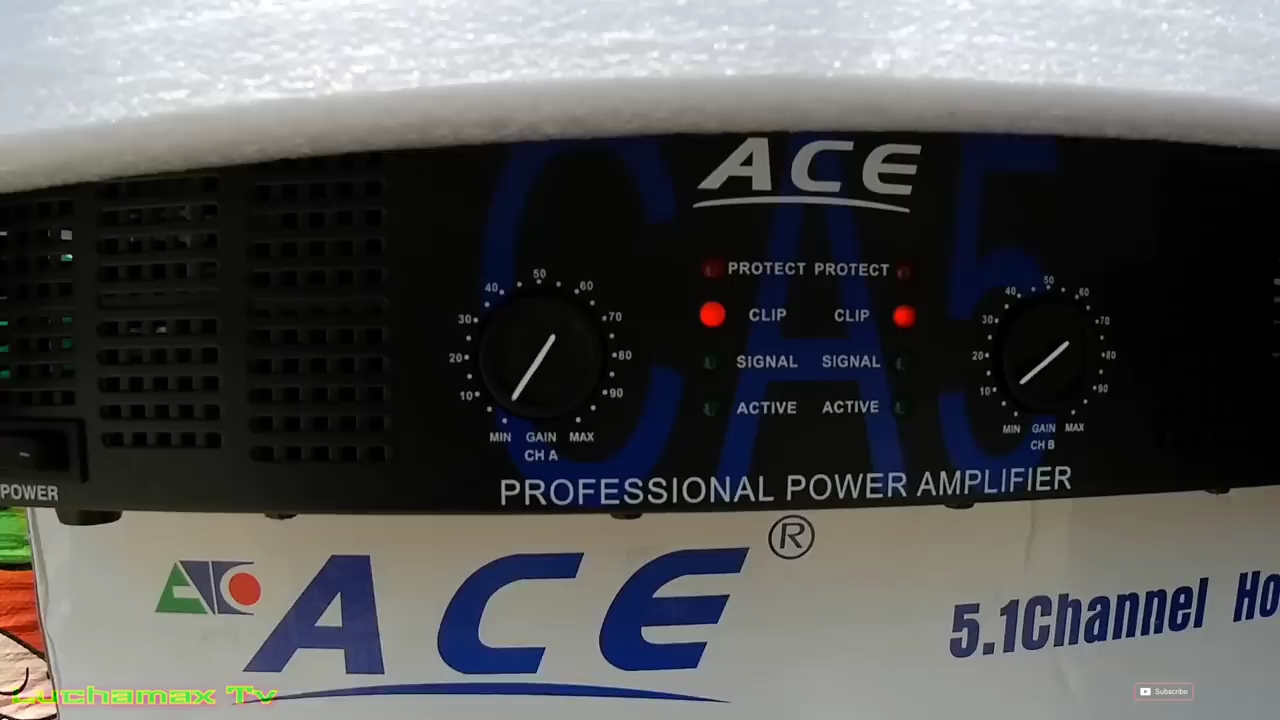 ACE
CA5
PROTECT PROTECT
CLIP CLIP
SIGNAL SIGNAL
ACTIVE ACTIVE
10 20 30 40 50 60 70 80 90
MIN GAIN MAX
CH A
10 20 30 40 50 60 70 80 90
MIN GAIN MAX
CH B
POWER
PROFESSIONAL POWER AMPLIFIER
ACE®
5.1Channel Ho
Luchamax Tv
Subscribe